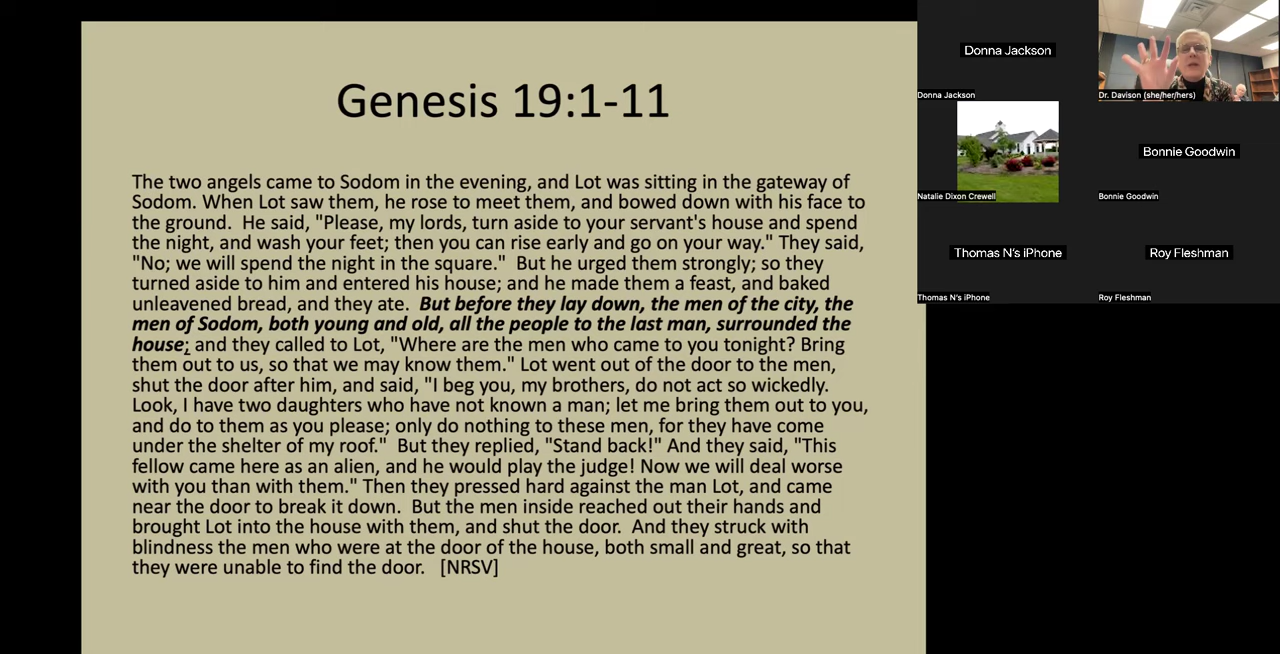 Genesis 19:1-11
The two angels came to Sodom in the evening, and Lot was sitting in the gateway of
Sodom. When Lot saw them, he rose to meet them, and bowed down with his face to
the ground.  He said, "Please, my lords, turn aside to your servant's house and spend
the night, and wash your feet; then you can rise early and go on your way." They said,
"No; we will spend the night in the square."  But he urged them strongly; so they
turned aside to him and entered his house; and he made them a feast, and baked
unleavened bread, and they ate.  But before they lay down, the men of the city, the
men of Sodom, both young and old, all the people to the last man, surrounded the
house; and they called to Lot, "Where are the men who came to you tonight? Bring
them out to us, so that we may know them." Lot went out of the door to the men,
shut the door after him, and said, "I beg you, my brothers, do not act so wickedly.
Look, I have two daughters who have not known a man; let me bring them out to you,
and do to them as you please; only do nothing to these men, for they have come
under the shelter of my roof."  But they replied, "Stand back!" And they said, "This
fellow came here as an alien, and he would play the judge! Now we will deal worse
with you than with them." Then they pressed hard against the man Lot, and came
near the door to break it down.  But the men inside reached out their hands and
brought Lot into the house with them, and shut the door.  And they struck with
blindness the men who were at the door of the house, both small and great, so that
they were unable to find the door.   [NRSV]
Donna Jackson
Donna Jackson
Dr. Davison (she/her/hers)
Natalie Dixon Crewell
Bonnie Goodwin
Bonnie Goodwin
Thomas N's iPhone
Thomas N's iPhone
Roy Fleshman
Roy Fleshman